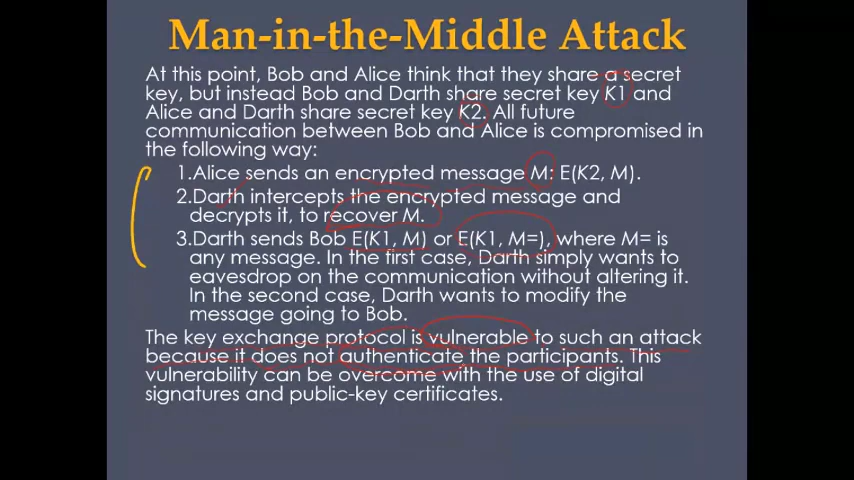 Man-in-the-Middle Attack
At this point, Bob and Alice think that they share a secret
key, but instead Bob and Darth share secret key K1 and
Alice and Darth share secret key K2. All future
communication between Bob and Alice is compromised in
the following way:
1.Alice sends an encrypted message M: E(K2, M).
2.Darth intercepts the encrypted message and
decrypts it, to recover M.
3.Darth sends Bob E(K1, M) or E(K1, M=), where M= is
any message. In the first case, Darth simply wants to
eavesdrop on the communication without altering it.
In the second case, Darth wants to modify the
message going to Bob.
The key exchange protocol is vulnerable to such an attack
because it does not authenticate the participants. This
vulnerability can be overcome with the use of digital
signatures and public-key certificates.